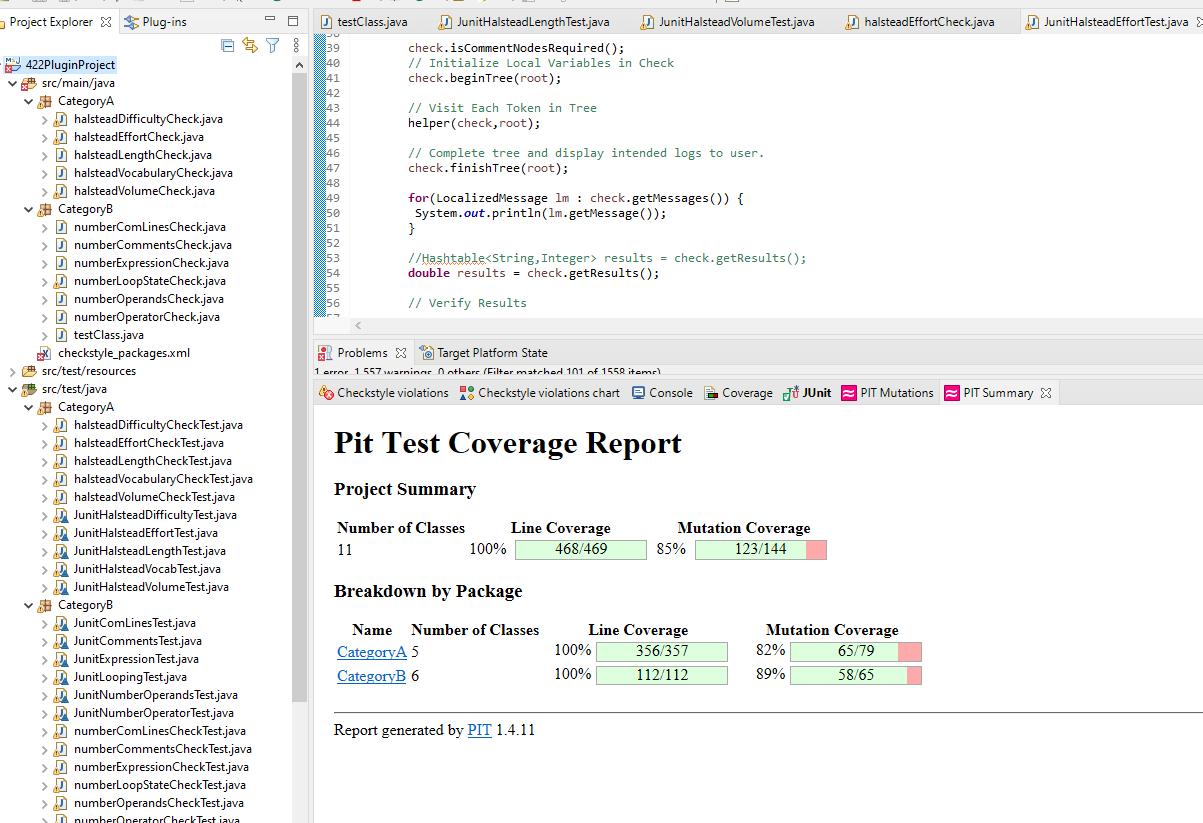 Project Explorer
Plug-ins
422PluginProject
src/main/java
CategoryA
halsteadDifficultyCheck.java
halsteadEffortCheck.java
halsteadLengthCheck.java
halsteadVocabularyCheck.java
halsteadVolumeCheck.java
CategoryB
numberComLinesCheck.java
numberCommentsCheck.java
numberExpressionCheck.java
numberLoopStateCheck.java
numberOperandsCheck.java
numberOperatorCheck.java
testClass.java
checkstyle_packages.xml
src/test/resources
src/test/java
CategoryA
halsteadDifficultyCheckTest.java
halsteadEffortCheckTest.java
halsteadLengthCheckTest.java
halsteadVocabularyCheckTest.java
halsteadVolumeCheckTest.java
JunitHalsteadDifficultyTest.java
JunitHalsteadEffortTest.java
JunitHalsteadLengthTest.java
JunitHalsteadVocabTest.java
JunitHalsteadVolumeTest.java
CategoryB
JunitComLinesTest.java
JunitCommentsTest.java
JunitExpressionTest.java
JunitLoopingTest.java
JunitNumberOperandsTest.java
JunitNumberOperatorTest.java
numberComLinesCheckTest.java
numberCommentsCheckTest.java
numberExpressionCheckTest.java
numberLoopStateCheckTest.java
numberOperandsCheckTest.java
numberOperatorCheckTest.java
testClass.java JunitHalsteadLengthTest.java JunitHalsteadVolumeTest.java halsteadEffortCheck.java JunitHalsteadEffortTest.java
38
39 check.isCommentNodesRequired();
40 // Initialize Local Variables in Check
41 check.beginTree(root);
42
43 // Visit Each Token in Tree
44 helper(check,root);
45
46 // Complete tree and display intended logs to user.
47 check.finishTree(root);
48
49 for(LocalizedMessage lm : check.getMessages()) {
50 System.out.println(lm.getMessage());
51 }
52
53 //Hashtable<String,Integer> results = check.getResults();
54 double results = check.getResults();
55
56 // Verify Results
57
Problems Target Platform State
1 error, 1,557 warnings, 0 others (Filter matched 101 of 1558 items)
Checkstyle violations Checkstyle violations chart Console Coverage JUnit PIT Mutations PIT Summary
Pit Test Coverage Report
Project Summary
Number of Classes Line Coverage Mutation Coverage
11 100% 468/469 85% 123/144
Breakdown by Package
Name Number of Classes Line Coverage Mutation Coverage
CategoryA 5 100% 356/357 82% 65/79
CategoryB 6 100% 112/112 89% 58/65
Report generated by PIT 1.4.11